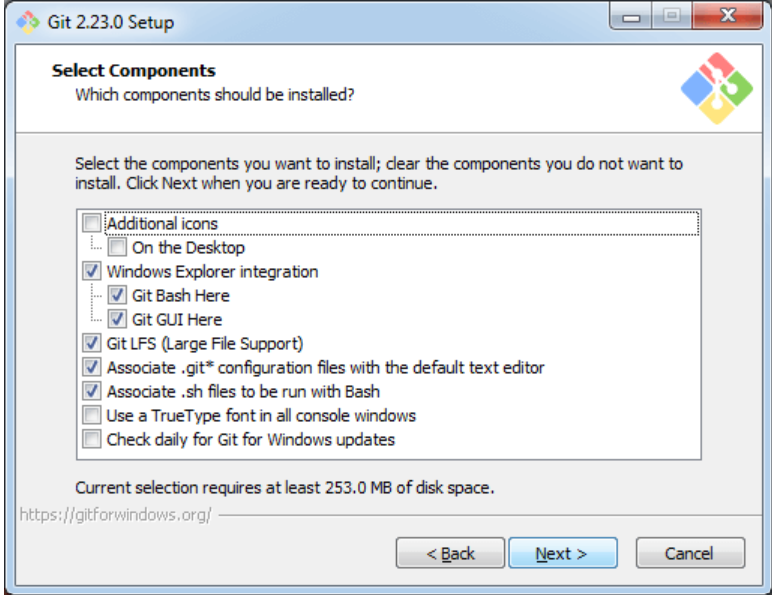 Git 2.23.0 Setup
Select Components
Which components should be installed?
Select the components you want to install; clear the components you do not want to
install. Click Next when you are ready to continue.
Additional icons
On the Desktop
Windows Explorer integration
Git Bash Here
Git GUI Here
Git LFS (Large File Support)
Associate .git* configuration files with the default text editor
Associate .sh files to be run with Bash
Use a TrueType font in all console windows
Check daily for Git for Windows updates
Current selection requires at least 253.0 MB of disk space.
https://gitforwindows.org/
< Back
Next >
Cancel